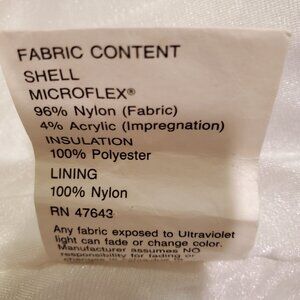 FABRIC CONTENT
SHELL
MICROFLEX®
96% Nylon (Fabric)
4% Acrylic (Impregnation)
INSULATION
100% Polyester
LINING
100% Nylon
RN 47643
Any fabric exposed to Ultraviolet
light can fade or change color.
Manufacturer assumes NO
responsibility for fading or